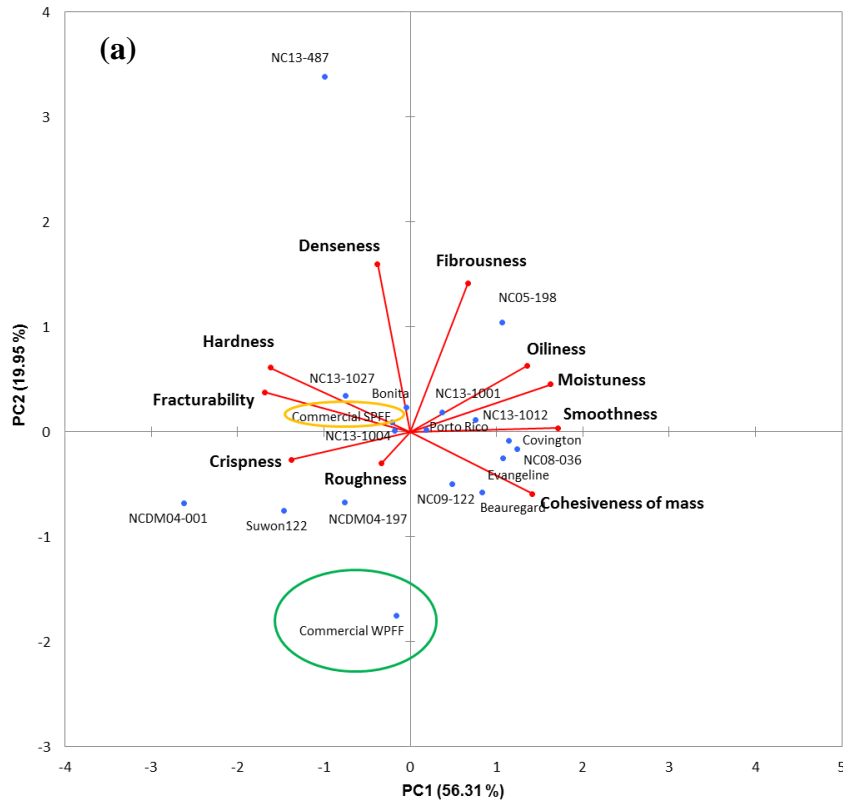 (a)
4
NC13-487
3
2
Denseness
Fibrousness
NC05-198
1
Hardness
Oiliness
NC13-1027
Moistuness
Fracturability
Bonita
NC13-1001
Commercial SPFF
NC13-1012
Smoothness
0
NC13-1004
Porto Rico
Covington
Crispness
NC08-036
Roughness
Evangeline
NC09-122
Cohesiveness of mass
Beauregard
NCDM04-001
Suwon122
NCDM04-197
-1
Commercial WPFF
-2
-3
-4 -3 -2 -1 0 1 2 3 4 5
PC1 (56.31 %)
PC2 (19.95 %)